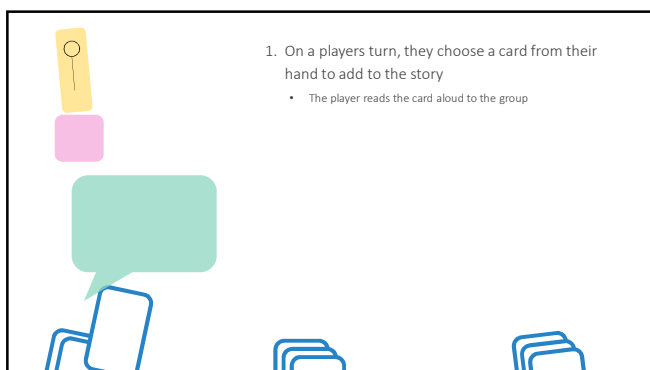 1. On a players turn, they choose a card from their
hand to add to the story
• The player reads the card aloud to the group